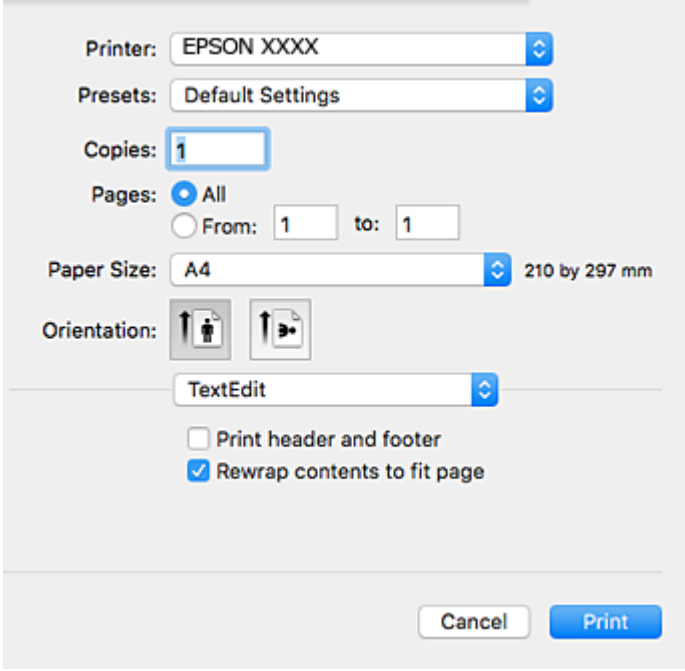 Printer: EPSON XXXX
Presets: Default Settings
Copies: 1
Pages: All
From: 1 to: 1
Paper Size: A4 210 by 297 mm
Orientation:
TextEdit
Print header and footer
Rewrap contents to fit page
Cancel Print